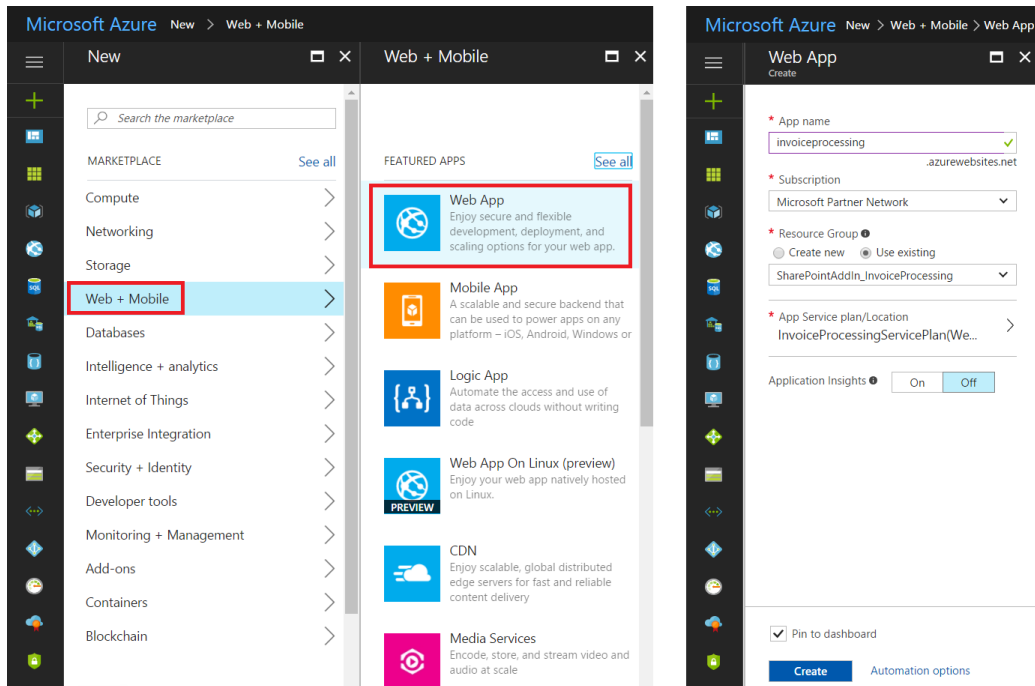 Microsoft Azure New > Web + Mobile
New
Search the marketplace
MARKETPLACE See all
Compute
Networking
Storage
Web + Mobile
Databases
Intelligence + analytics
Internet of Things
Enterprise Integration
Security + Identity
Developer tools
Monitoring + Management
Add-ons
Containers
Blockchain
Web + Mobile
FEATURED APPS See all
Web App
Enjoy secure and flexible
development, deployment, and
scaling options for your web app.
Mobile App
A scalable and secure backend that
can be used to power apps on any
platform – iOS, Android, Windows or
Logic App
Automate the access and use of
data across clouds without writing
code
Web App On Linux (preview)
Enjoy your web app natively hosted
on Linux.
PREVIEW
CDN
Enjoy scalable, global distributed
edge servers for fast and reliable
content delivery
Media Services
Encode, store, and stream video and
audio at scale
Microsoft Azure New > Web + Mobile > Web App
Web App
Create
* App name
invoiceprocessing
.azurewebsites.net
* Subscription
Microsoft Partner Network
* Resource Group
Create new Use existing
SharePointAddIn_InvoiceProcessing
* App Service plan/Location
InvoiceProcessingServicePlan(We...
Application Insights On Off
Pin to dashboard
Create Automation options